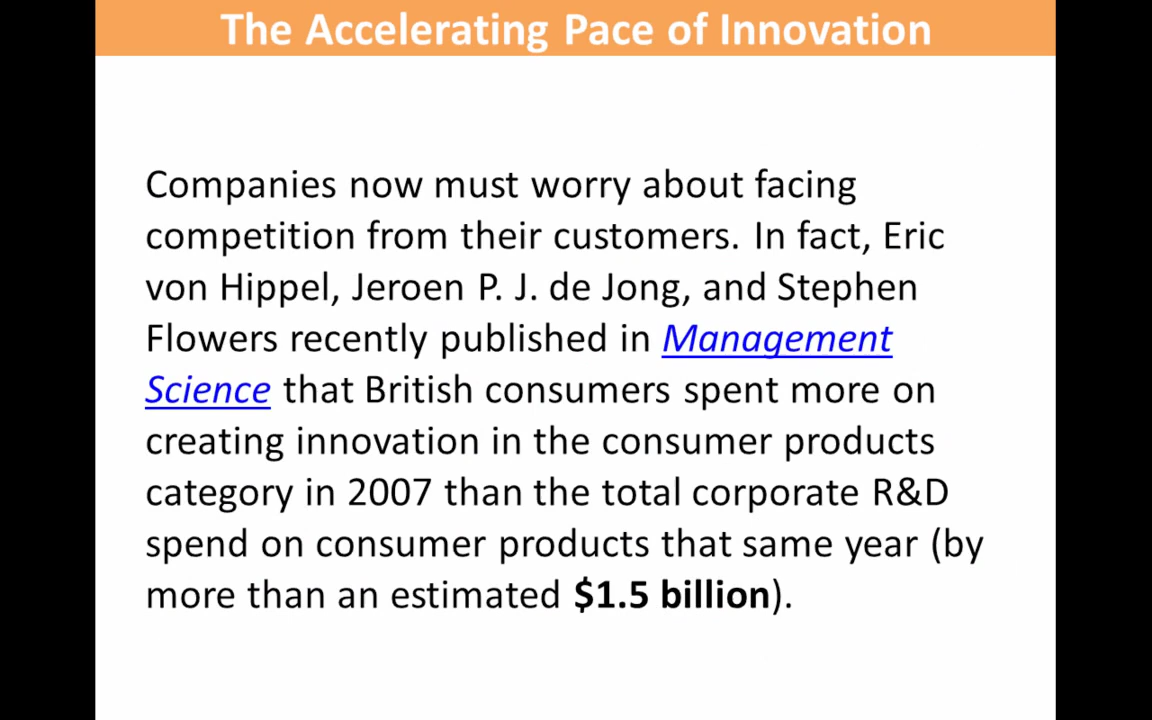 The Accelerating Pace of Innovation
Companies now must worry about facing
competition from their customers. In fact, Eric
von Hippel, Jeroen P. J. de Jong, and Stephen
Flowers recently published in Management
Science that British consumers spent more on
creating innovation in the consumer products
category in 2007 than the total corporate R&D
spend on consumer products that same year (by
more than an estimated $1.5 billion).